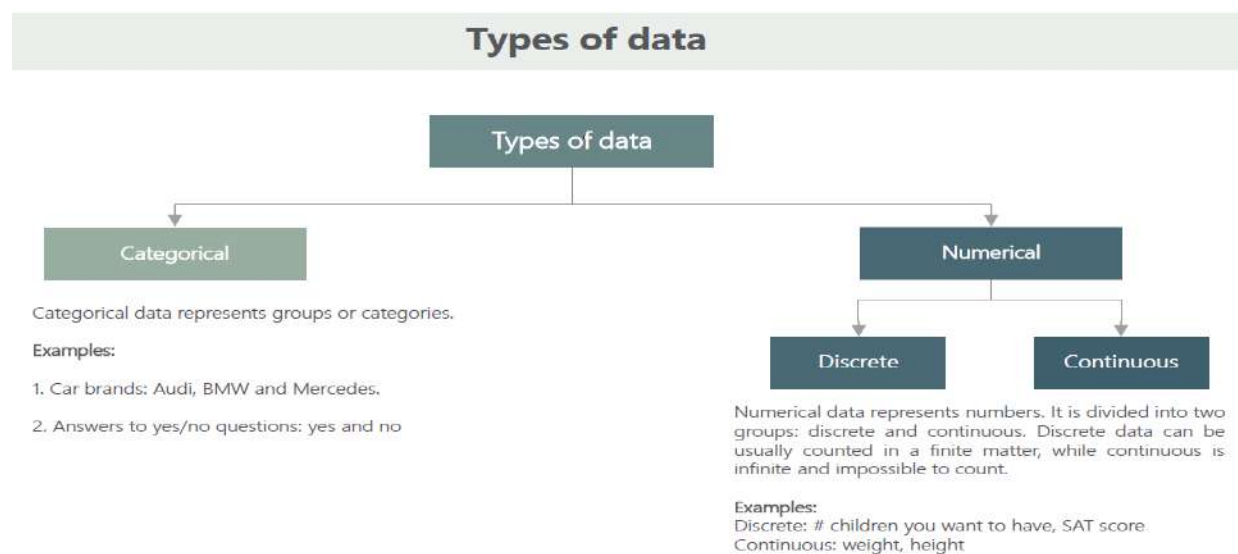 Types of data
Types of data
Categorical
Numerical
Categorical data represents groups or categories.
Examples:
1. Car brands: Audi, BMW and Mercedes.
2. Answers to yes/no questions: yes and no
Discrete
Continuous
Numerical data represents numbers. It is divided into two
groups: discrete and continuous. Discrete data can be
usually counted in a finite matter, while continuous is
infinite and impossible to count.
Examples:
Discrete: # children you want to have, SAT score
Continuous: weight, height